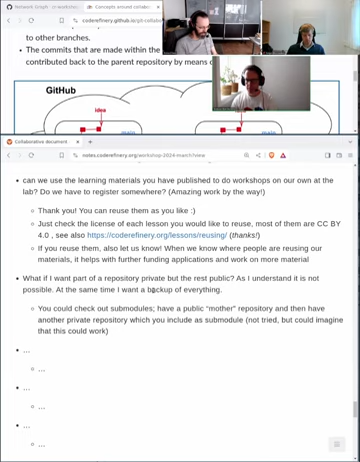 Network Graph
Concepts around collab
coderefinery.github.io/git-collab
to other branches.
• The commits that are made within the
contributed back to the parent repository by means
GitHub
idea
main
Collaborative document -
notes.coderefinery.org/workshop-2024-march?view
• can we use the learning materials you have published to do workshops on our own at the
lab? Do we have to register somewhere? (Amazing work by the way!)
◦ Thank you! You can reuse them as you like :)
◦ Just check the license of each lesson you would like to reuse, most of them are CC BY
4.0 , see also https://coderefinery.org/lessons/reusing/ (thanks!)
◦ If you reuse them, also let us know! When we know where people are reusing our
materials, it helps with further funding applications and work on more material
• What if I want part of a repository private but the rest public? As I understand it is not
possible. At the same time I want a backup of everything.
◦ You could check out submodules; have a public "mother" repository and then have
another private repository which you include as submodule (not tried, but could imagine
that this could work)
• ...
◦ ...
• ...
◦ ...
• ...
◦ ...